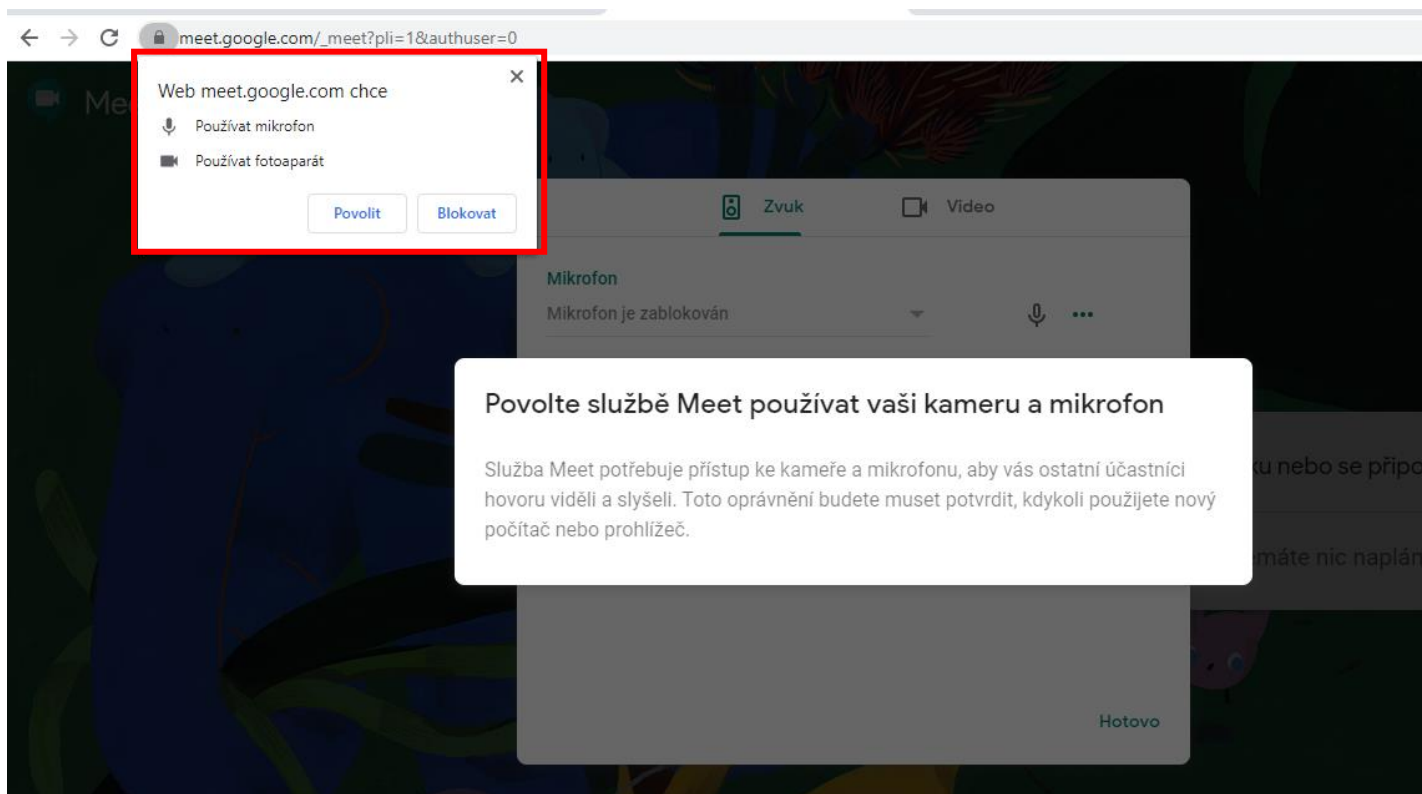 meet.google.com/_meet?pli=1&authuser=0
Web meet.google.com chce
Používat mikrofon
Používat fotoaparát
Povolit Blokovat
Zvuk Video
Mikrofon
Mikrofon je zablokován
Povolte službě Meet používat vaši kameru a mikrofon
Služba Meet potřebuje přístup ke kameře a mikrofonu, aby vás ostatní účastníci
hovoru viděli a slyšeli. Toto oprávnění budete muset potvrdit, kdykoli použijete nový
počítač nebo prohlížeč.
nebo se
nic
Hotovo